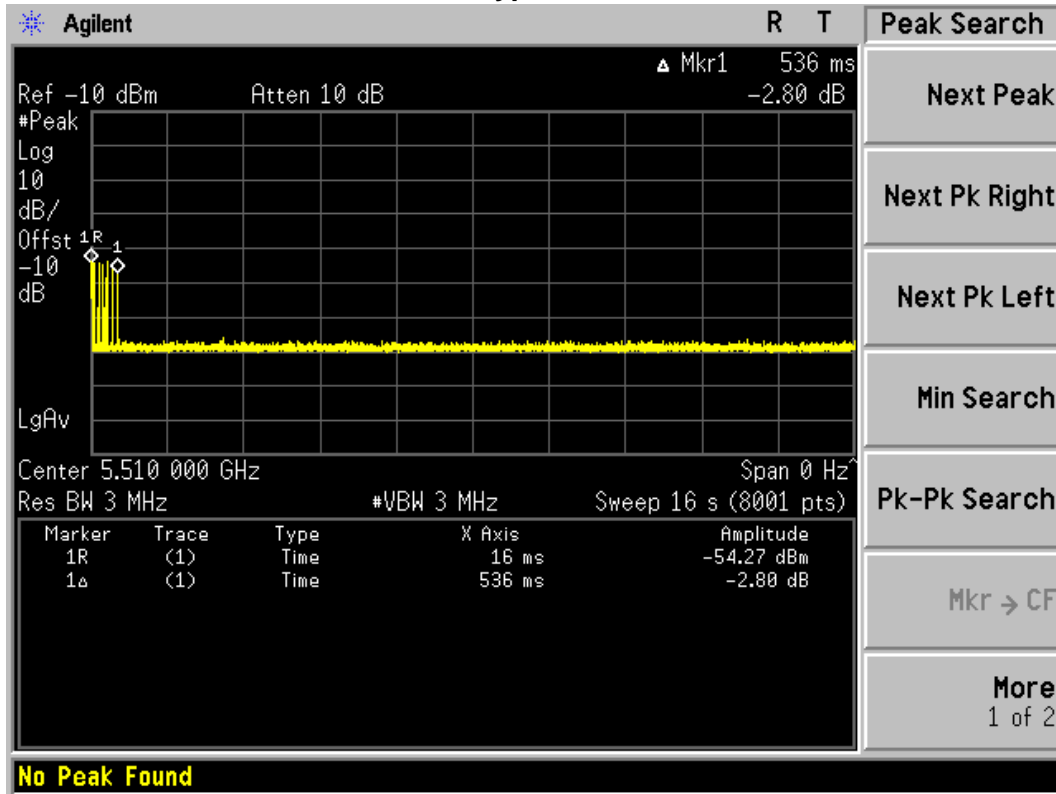 Agilent R T Peak Search
▵ Mkr1 536 ms
Ref -10 dBm Atten 10 dB -2.80 dB
#Peak
Log
10
dB/
Offst
-10
dB
1R 1
LgAv
Center 5.510 000 GHz Span 0 Hz^
Res BW 3 MHz #VBW 3 MHz Sweep 16 s (8001 pts)
Marker Trace Type X Axis Amplitude
1R (1) Time 16 ms -54.27 dBm
1▵ (1) Time 536 ms -2.80 dB
Next Peak
Next Pk Right
Next Pk Left
Min Search
Pk-Pk Search
Mkr → CF
More
1 of 2
No Peak Found